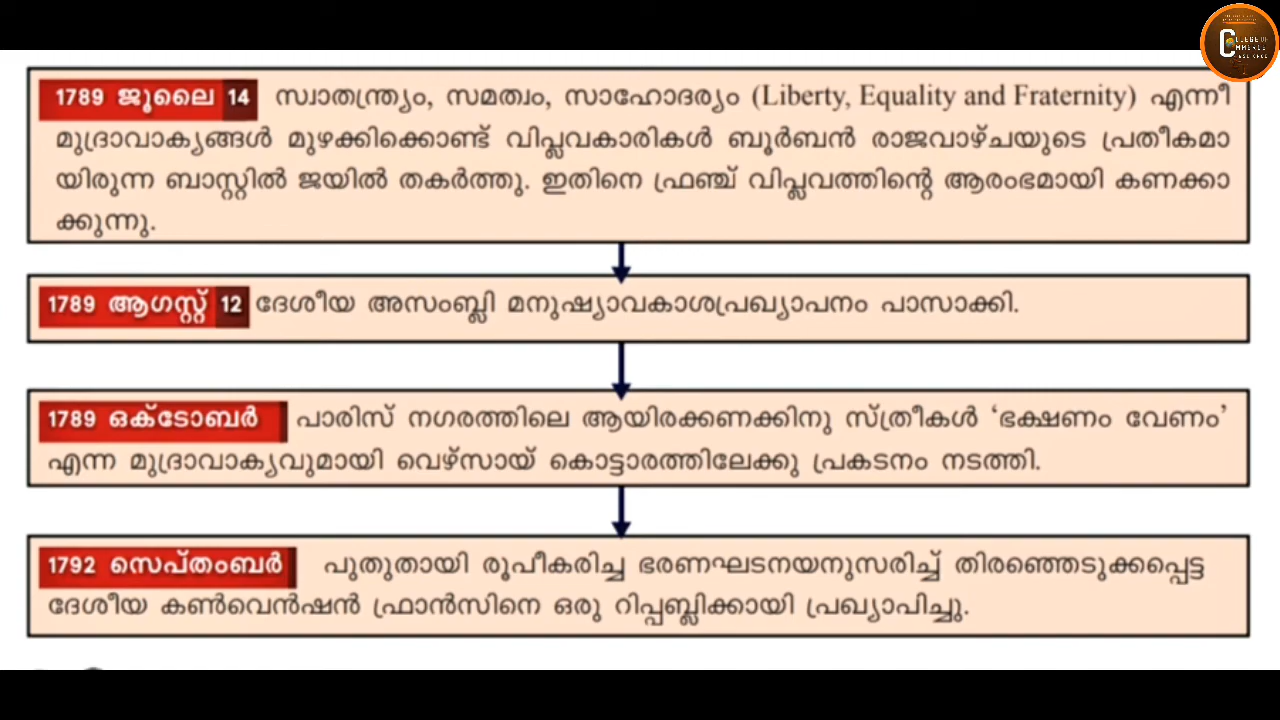 1789 ജൂലൈ 14 സ്വാതന്ത്ര്യം, സമത്വം, സാഹോദര്യം (Liberty, Equality and Fraternity) എന്നീ
മുദ്രാവാക്യങ്ങൾ മുഴക്കിക്കൊണ്ട് വിപ്ലവകാരികൾ ബൂർബൻ രാജവാഴ്ചയുടെ പ്രതീകമാ
യിരുന്ന ബാസ്റ്റിൽ ജയിൽ തകർത്തു. ഇതിനെ ഫ്രഞ്ച് വിപ്ലവത്തിന്റെ ആരംഭമായി കണക്കാ
ക്കുന്നു.
1789 ആഗസ്റ്റ് 12 ദേശീയ അസംബ്ലി മനുഷ്യാവകാശപ്രഖ്യാപനം പാസാക്കി.
1789 ഒക്ടോബർ പാരിസ് നഗരത്തിലെ ആയിരക്കണക്കിനു സ്ത്രീകൾ ‘ഭക്ഷണം വേണം’
എന്ന മുദ്രാവാക്യവുമായി വെഴ്സായ് കൊട്ടാരത്തിലേക്കു പ്രകടനം നടത്തി.
1792 സെപ്തംബർ പുതുതായി രൂപീകരിച്ച ഭരണഘടനയനുസരിച്ച് തിരഞ്ഞെടുക്കപ്പെട്ട
ദേശീയ കൺവെൻഷൻ ഫ്രാൻസിനെ ഒരു റിപ്പബ്ലിക്കായി പ്രഖ്യാപിച്ചു.